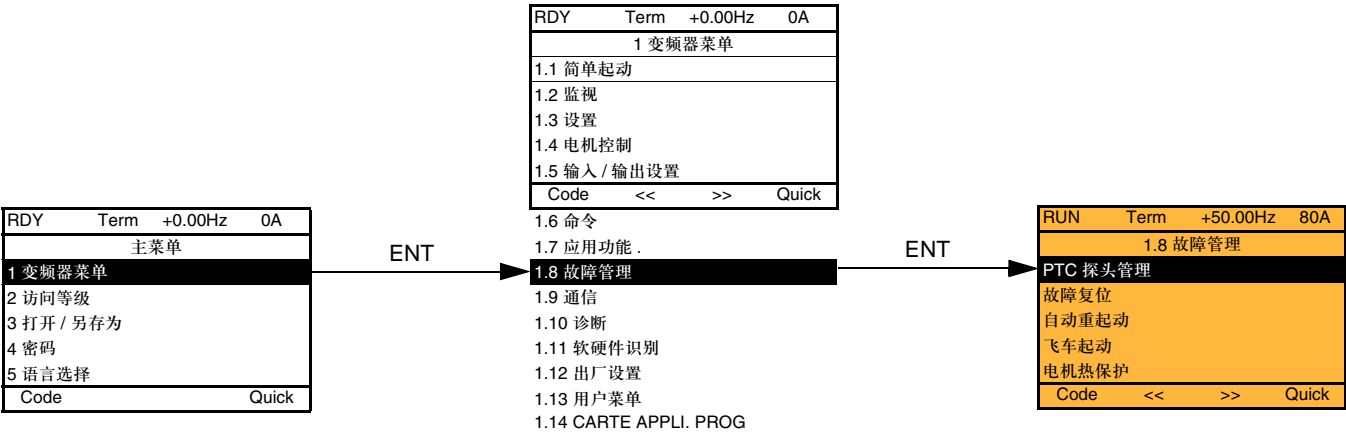 RDY Term +0.00Hz 0A
主菜单
1 变频器菜单
2 访问等级
3 打开 / 另存为
4 密码
5 语言选择
Code Quick
ENT
RDY Term +0.00Hz 0A
1 变频器菜单
1.1 简单起动
1.2 监视
1.3 设置
1.4 电机控制
1.5 输入 / 输出设置
Code << >> Quick
1.6 命令
1.7 应用功能 .
1.8 故障管理
1.9 通信
1.10 诊断
1.11 软硬件识别
1.12 出厂设置
1.13 用户菜单
1.14 CARTE APPLI. PROG
ENT
RUN Term +50.00Hz 80A
1.8 故障管理
PTC 探头管理
故障复位
自动重起动
飞车起动
电机热保护
Code << >> Quick